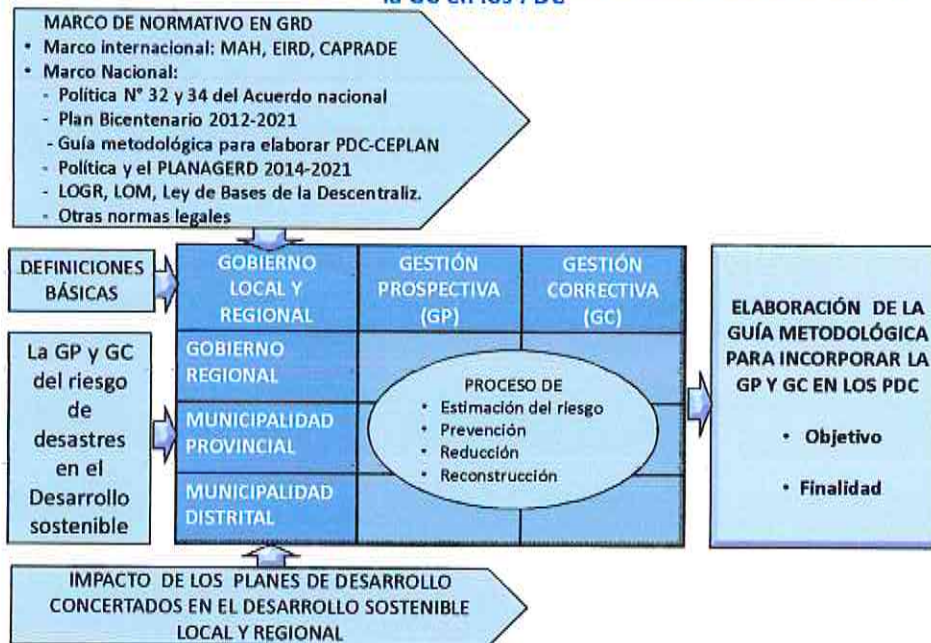 la GC en los PDC
MARCO DE NORMATIVO EN GRD
• Marco internacional: MAH, EIRD, CAPRADE
• Marco Nacional:
- Política N° 32 y 34 del Acuerdo nacional
- Plan Bicentenario 2012-2021
- Guía metodológica para elaborar PDC-CEPLAN
- Política y el PLANAGERD 2014-2021
- LOGR, LOM, Ley de Bases de la Descentraliz.
- Otras normas legales
DEFINICIONES
BÁSICAS
La GP y GC
del riesgo
de
desastres
en el
Desarrollo
sostenible
GOBIERNO
LOCAL Y
REGIONAL
GESTIÓN
PROSPECTIVA
(GP)
GESTIÓN
CORRECTIVA
(GC)
GOBIERNO
REGIONAL
MUNICIPALIDAD
PROVINCIAL
MUNICIPALIDAD
DISTRITAL
PROCESO DE
• Estimación del riesgo
• Prevención
• Reducción
• Reconstrucción
ELABORACIÓN DE LA
GUÍA METODOLÓGICA
PARA INCORPORAR LA
GP Y GC EN LOS PDC
• Objetivo
• Finalidad
IMPACTO DE LOS PLANES DE DESARROLLO
CONCERTADOS EN EL DESARROLLO SOSTENIBLE
LOCAL Y REGIONAL